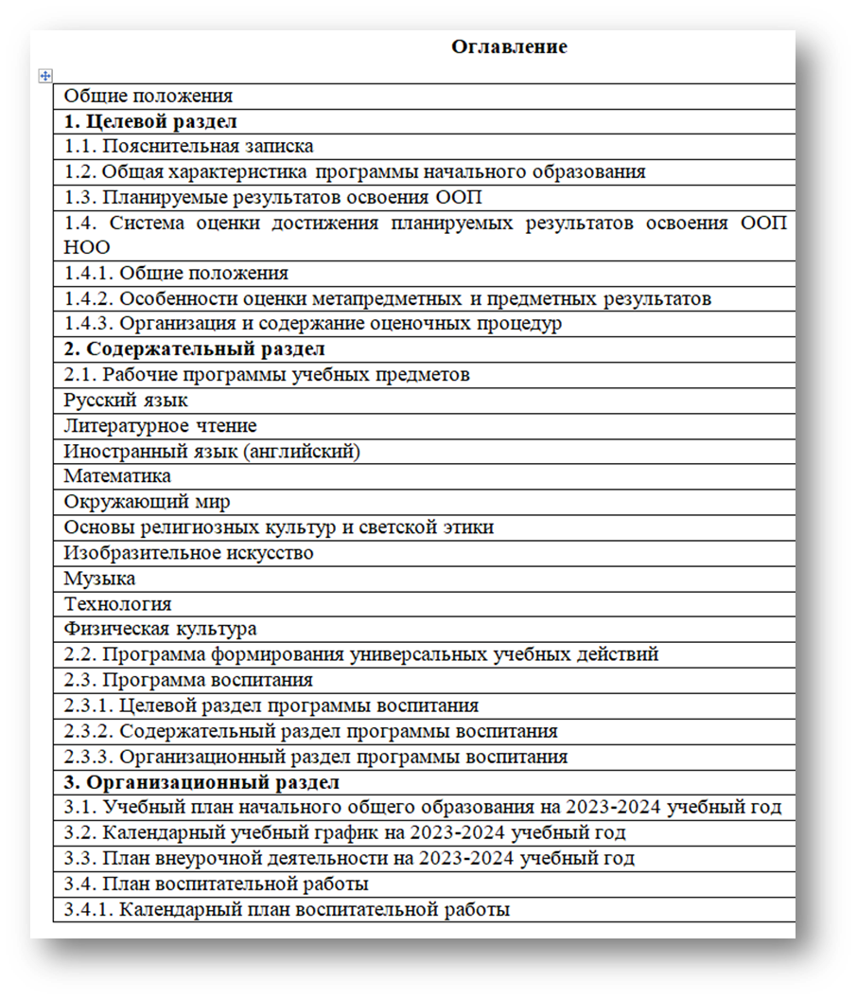 Оглавление
Общие положения
1. Целевой раздел
1.1. Пояснительная записка
1.2. Общая характеристика программы начального образования
1.3. Планируемые результатов освоения ООП
1.4. Система оценки достижения планируемых результатов освоения ООП
НОО
1.4.1. Общие положения
1.4.2. Особенности оценки метапредметных и предметных результатов
1.4.3. Организация и содержание оценочных процедур
2. Содержательный раздел
2.1. Рабочие программы учебных предметов
Русский язык
Литературное чтение
Иностранный язык (английский)
Математика
Окружающий мир
Основы религиозных культур и светской этики
Изобразительное искусство
Музыка
Технология
Физическая культура
2.2. Программа формирования универсальных учебных действий
2.3. Программа воспитания
2.3.1. Целевой раздел программы воспитания
2.3.2. Содержательный раздел программы воспитания
2.3.3. Организационный раздел программы воспитания
3. Организационный раздел
3.1. Учебный план начального общего образования на 2023-2024 учебный год
3.2. Календарный учебный график на 2023-2024 учебный год
3.3. План внеурочной деятельности на 2023-2024 учебный год
3.4. План воспитательной работы
3.4.1. Календарный план воспитательной работы